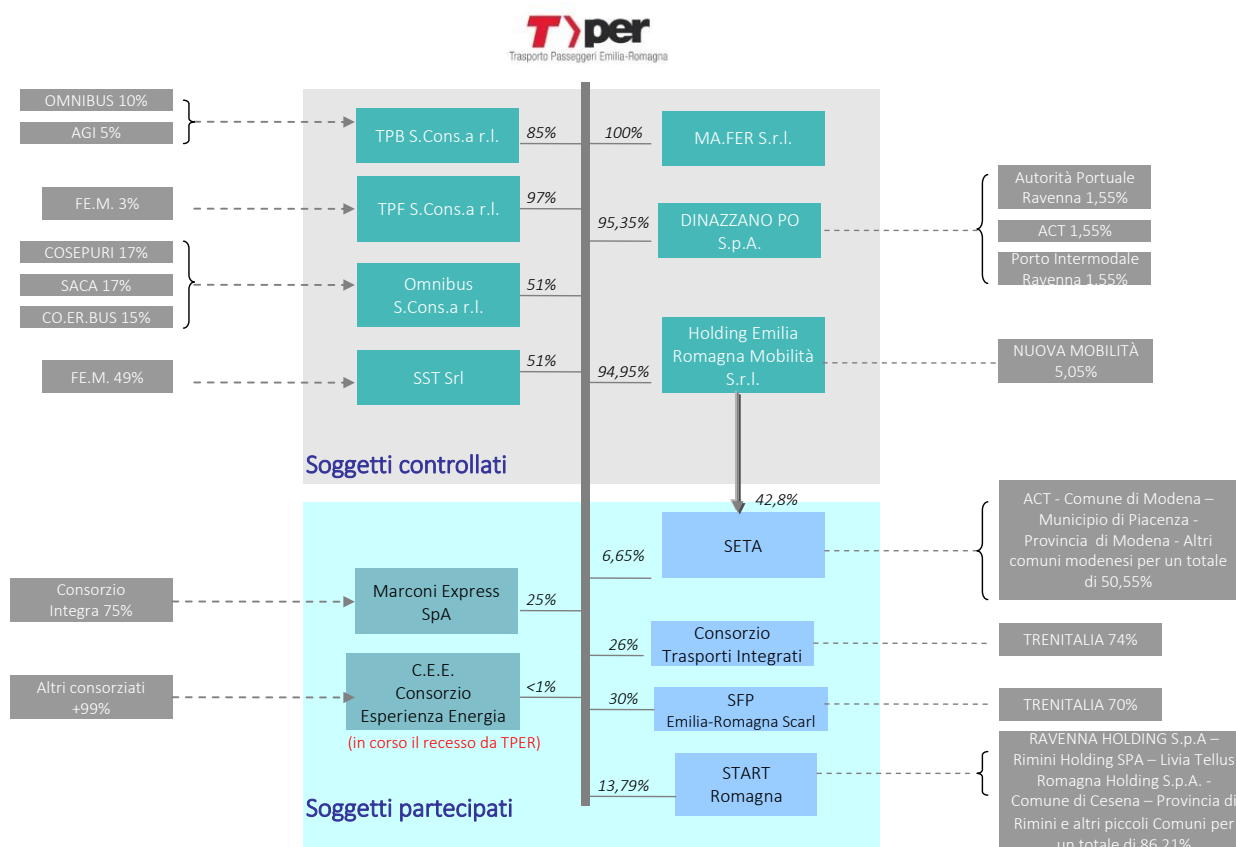 T>per
Trasporto Passeggeri Emilia-Romagna
OMNIBUS 10%
AGI 5%
TPB S.Cons.a r.l.
85%
100%
MA.FER S.r.l.
FE.M. 3%
TPF S.Cons.a r.l.
97%
95,35%
DINAZZANO PO
S.p.A.
Autorità Portuale
Ravenna 1,55%
ACT 1,55%
Porto Intermodale
Ravenna 1,55%
COSEPURI 17%
SACA 17%
CO.ER.BUS 15%
Omnibus
S.Cons.a r.l.
51%
FE.M. 49%
SST Srl
51%
94,95%
Holding Emilia
Romagna Mobilità
S.r.l.
NUOVA MOBILITÀ
5,05%
Soggetti controllati
42,8%
6,65%
SETA
ACT - Comune di Modena –
Municipio di Piacenza -
Provincia di Modena - Altri
comuni modenesi per un totale
di 50,55%
Consorzio
Integra 75%
Marconi Express
SpA
25%
26%
Consorzio
Trasporti Integrati
TRENITALIA 74%
Altri consorziati
+99%
C.E.E.
Consorzio
Esperienza Energia
<1%
(in corso il recesso da TPER)
30%
SFP
Emilia-Romagna Scarl
TRENITALIA 70%
13,79%
START
Romagna
RAVENNA HOLDING S.p.A –
Rimini Holding SPA – Livia Tellus
Romagna Holding S.p.A. -
Comune di Cesena – Provincia di
Rimini e altri piccoli Comuni per
un totale di 86,21%
Soggetti partecipati